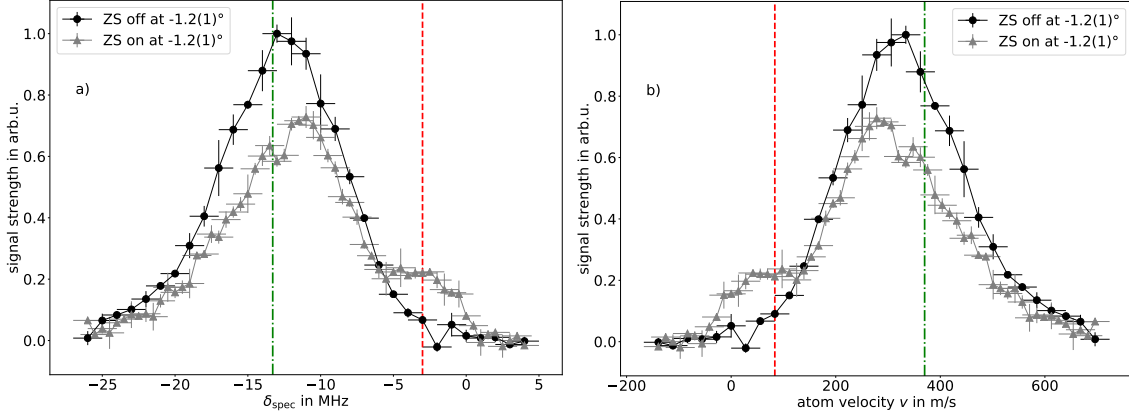 ZS off at -1.2(1)°
ZS on at -1.2(1)°
a)
signal strength in arb.u.
1.0
0.8
0.6
0.4
0.2
0.0
−25 −20 −15 −10 −5 0 5
δspec in MHz
ZS off at -1.2(1)°
ZS on at -1.2(1)°
b)
signal strength in arb.u.
1.0
0.8
0.6
0.4
0.2
0.0
−200 0 200 400 600
atom velocity v in m/s